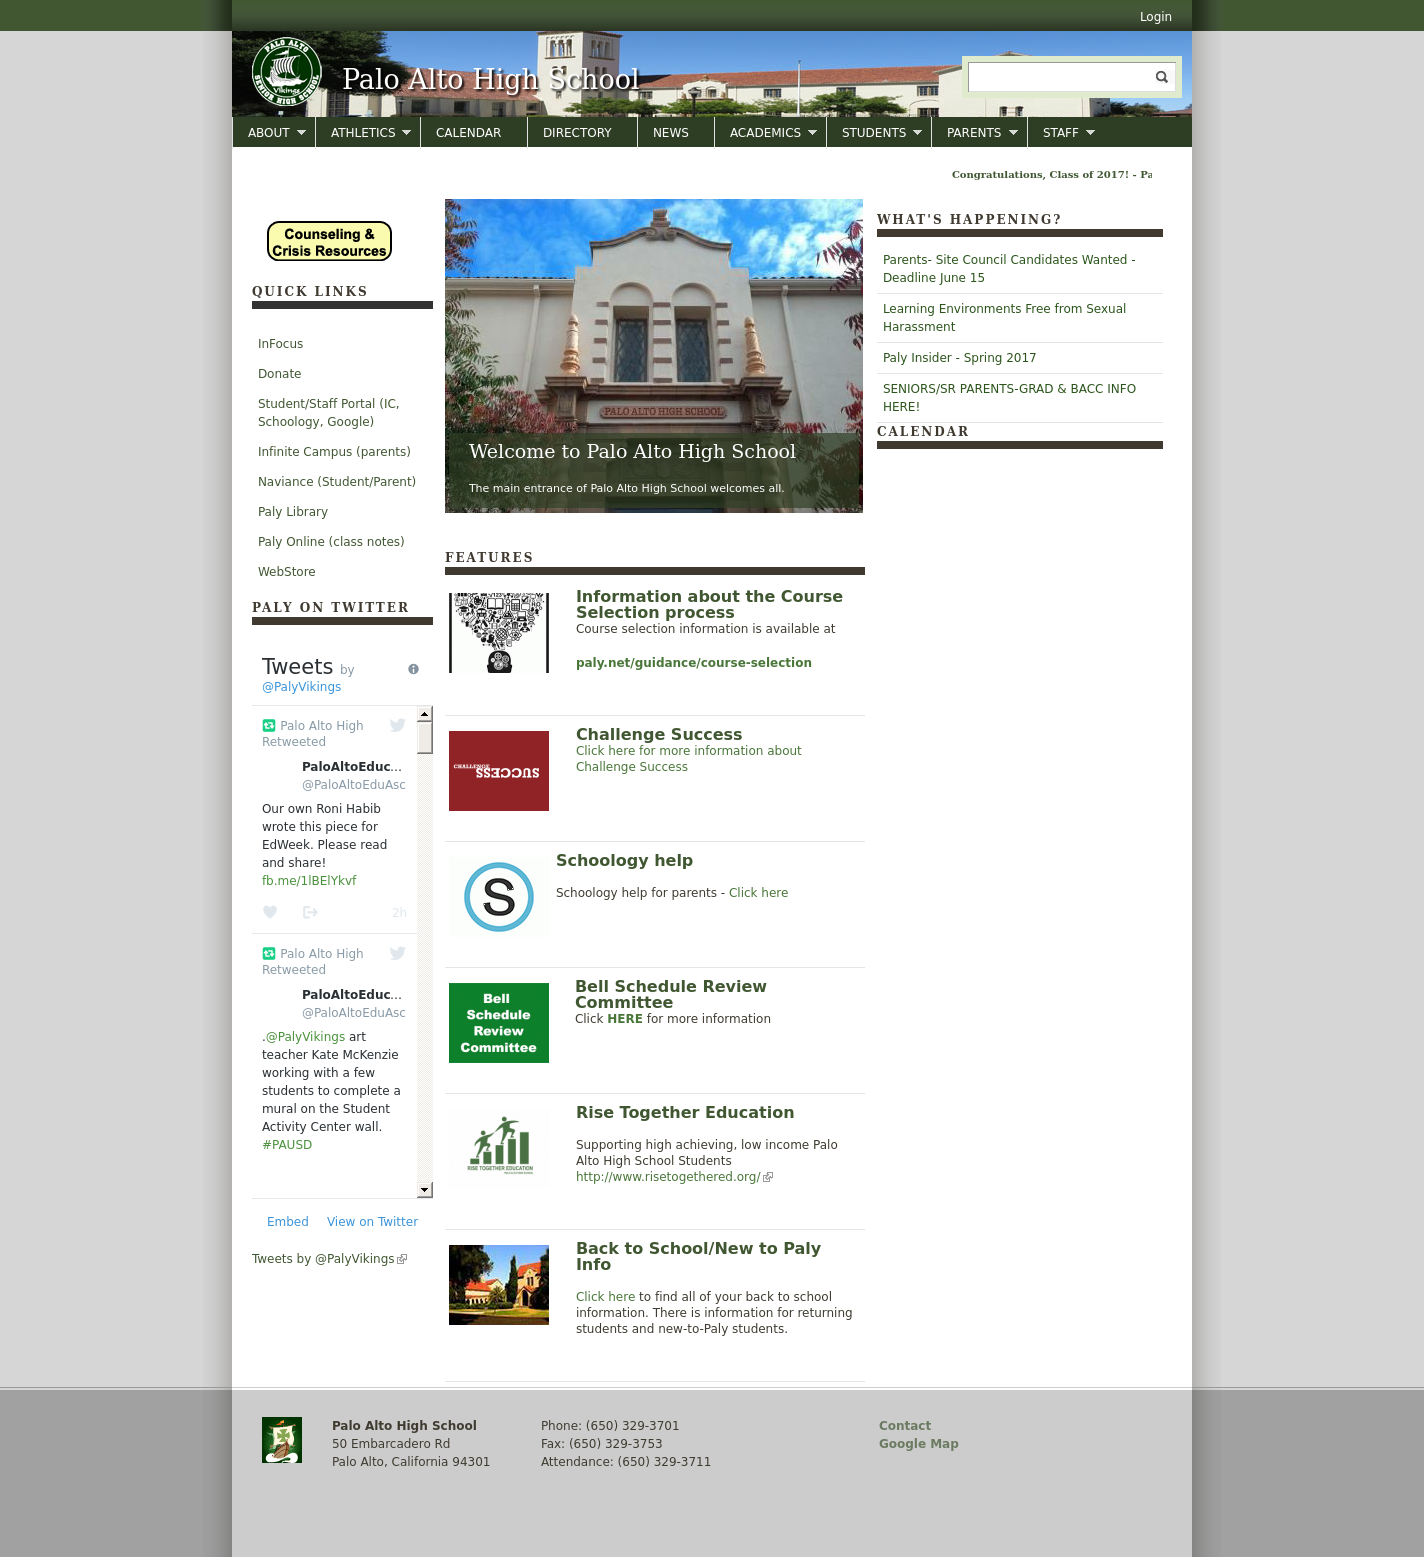 Login
PALO ALTO
SENIOR HIGH SCHOOL
Vikings
Palo Alto High School
ABOUT
ATHLETICS
CALENDAR
DIRECTORY
NEWS
ACADEMICS
STUDENTS
PARENTS
STAFF
Congratulations, Class of 2017! - Pa
Counseling &
Crisis Resources
QUICK LINKS
InFocus
Donate
Student/Staff Portal (IC,
Schoology, Google)
Infinite Campus (parents)
Naviance (Student/Parent)
Paly Library
Paly Online (class notes)
WebStore
PALY ON TWITTER
Tweets by
@PalyVikings
Palo Alto High
Retweeted
PaloAltoEduc...
@PaloAltoEduAsc
Our own Roni Habib
wrote this piece for
EdWeek. Please read
and share!
fb.me/1lBElYkvf
2h
Palo Alto High
Retweeted
PaloAltoEduc...
@PaloAltoEduAsc
.@PalyVikings art
teacher Kate McKenzie
working with a few
students to complete a
mural on the Student
Activity Center wall.
#PAUSD
Embed
View on Twitter
Tweets by @PalyVikings
PALO ALTO HIGH SCHOOL
Welcome to Palo Alto High School
The main entrance of Palo Alto High School welcomes all.
FEATURES
Information about the Course
Selection process
Course selection information is available at
paly.net/guidance/course-selection
CHALLENGE
SUCCESS
Challenge Success
Click here for more information about
Challenge Success
S
Schoology help
Schoology help for parents - Click here
Bell
Schedule
Review
Committee
Bell Schedule Review
Committee
Click HERE for more information
RISE TOGETHER EDUCATION
Rise Together Education
Supporting high achieving, low income Palo
Alto High School Students
http://www.risetogethered.org/
Back to School/New to Paly
Info
Click here to find all of your back to school
information. There is information for returning
students and new-to-Paly students.
WHAT'S HAPPENING?
Parents- Site Council Candidates Wanted -
Deadline June 15
Learning Environments Free from Sexual
Harassment
Paly Insider - Spring 2017
SENIORS/SR PARENTS-GRAD & BACC INFO
HERE!
CALENDAR
Palo Alto High School
50 Embarcadero Rd
Palo Alto, California 94301
Phone: (650) 329-3701
Fax: (650) 329-3753
Attendance: (650) 329-3711
Contact
Google Map